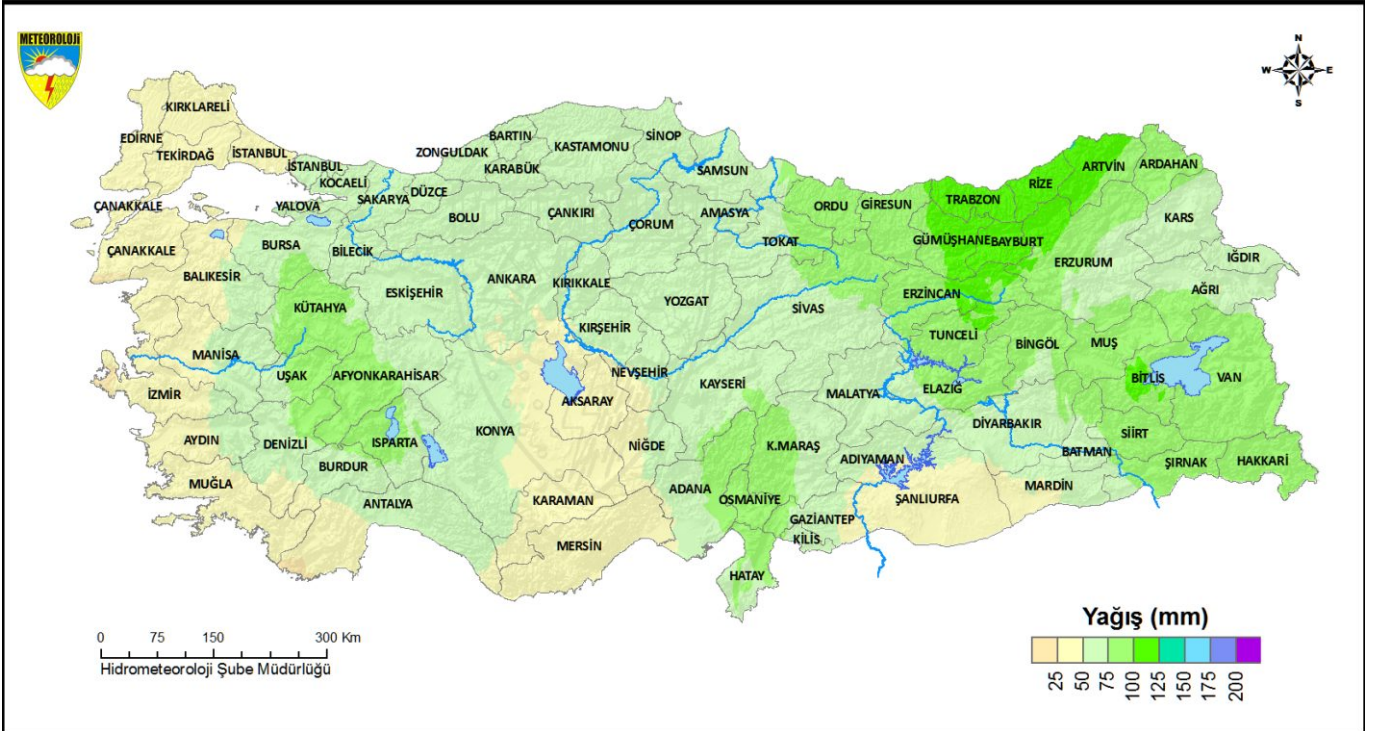 METEOROLOJİ
N
W
E
S
KIRKLARELİ
EDİRNE
TEKİRDAĞ
İSTANBUL
İSTANBUL
KOCAELİ
YALOVA
SAKARYA
DÜZCE
ZONGULDAK
BARTIN
KARABÜK
KASTAMONU
SİNOP
SAMSUN
BOLU
ÇANKIRI
ÇORUM
AMASYA
TOKAT
ORDU
GİRESUN
TRABZON
RİZE
ARTVİN
ARDAHAN
KARS
IĞDIR
AĞRI
ERZURUM
GÜMÜŞHANE
BAYBURT
ERZİNCAN
TUNCELİ
BİNGÖL
MUŞ
BİTLİS
VAN
ELAZIĞ
MALATYA
DİYARBAKIR
BATMAN
SİİRT
ŞIRNAK
HAKKARİ
MARDİN
ŞANLIURFA
ADIYAMAN
GAZİANTEP
KİLİS
HATAY
OSMANİYE
K.MARAŞ
ADANA
KAYSERİ
SİVAS
YOZGAT
NEVŞEHİR
KIRŞEHİR
KIRIKKALE
ANKARA
ESKİŞEHİR
BİLECİK
BURSA
ÇANAKKALE
ÇANAKKALE
BALIKESİR
KÜTAHYA
MANİSA
UŞAK
AFYONKARAHİSAR
İZMİR
AYDIN
DENİZLİ
ISPARTA
BURDUR
MUĞLA
ANTALYA
KONYA
AKSARAY
NİĞDE
KARAMAN
MERSİN
0 75 150 300 Km
Hidrometeoroloji Şube Müdürlüğü
Yağış (mm)
25 50 75 100 125 150 175 200